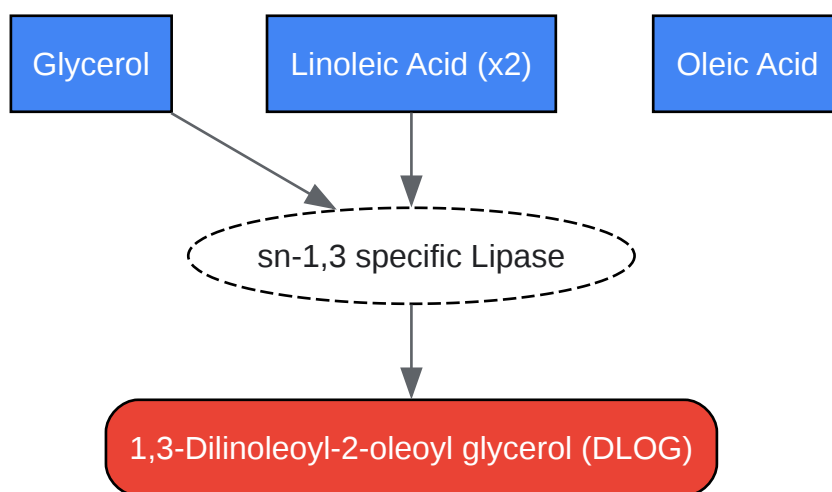 Glycerol
Linoleic Acid (x2)
Oleic Acid
sn-1,3 specific Lipase
1,3-Dilinoleoyl-2-oleoyl glycerol (DLOG)